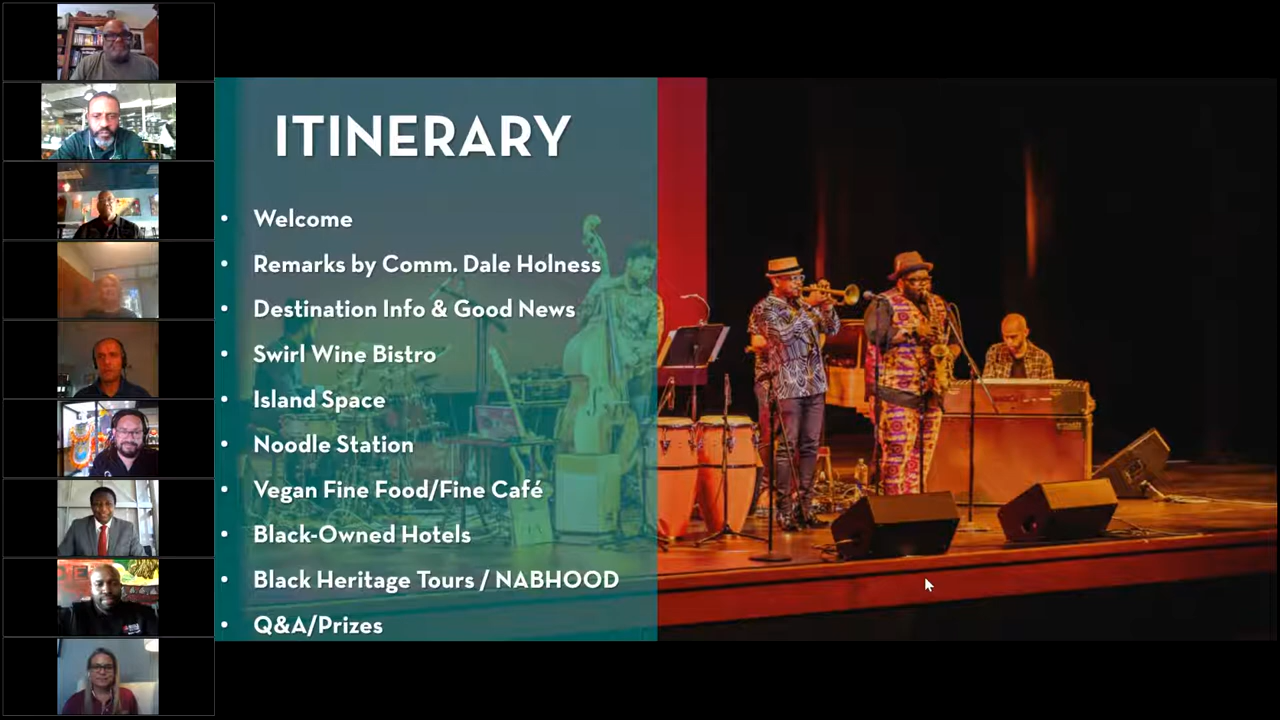 ITINERARY
• Welcome
• Remarks by Comm. Dale Holness
• Destination Info & Good News
• Swirl Wine Bistro
• Island Space
• Noodle Station
• Vegan Fine Food/Fine Café
• Black-Owned Hotels
• Black Heritage Tours / NABHOOD
• Q&A/Prizes